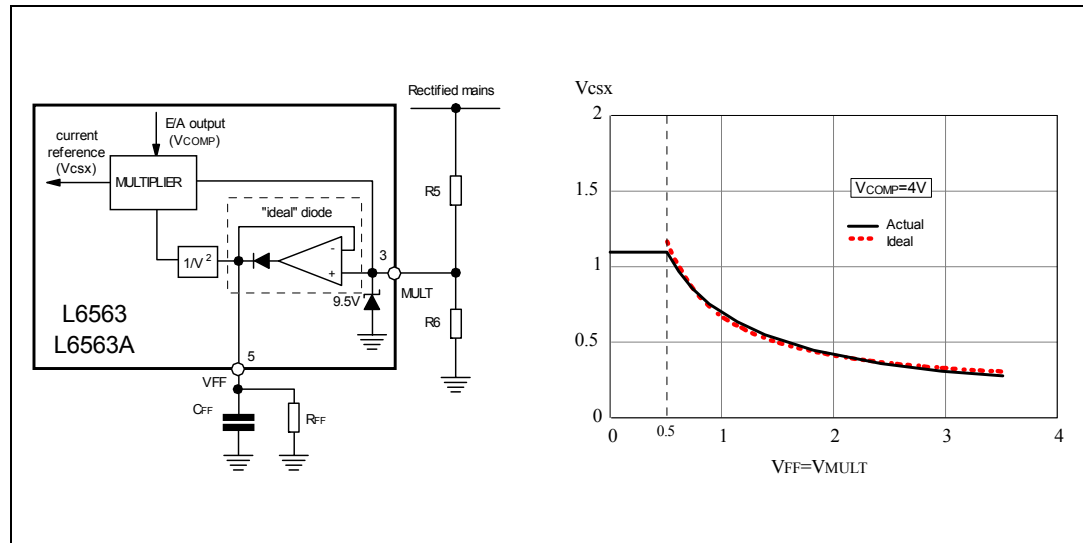 Rectified mains
E/A output
(VCOMP)
current
reference
(Vcsx)
MULTIPLIER
R5
"ideal" diode
1/V²
-
+
3
MULT
9.5V
R6
L6563
L6563A
5
VFF
CFF
RFF
Vcsx
2
1.5
1
0.5
0
VCOMP=4V
Actual
Ideal
0
0.5
1
2
3
4
VFF=VMULT